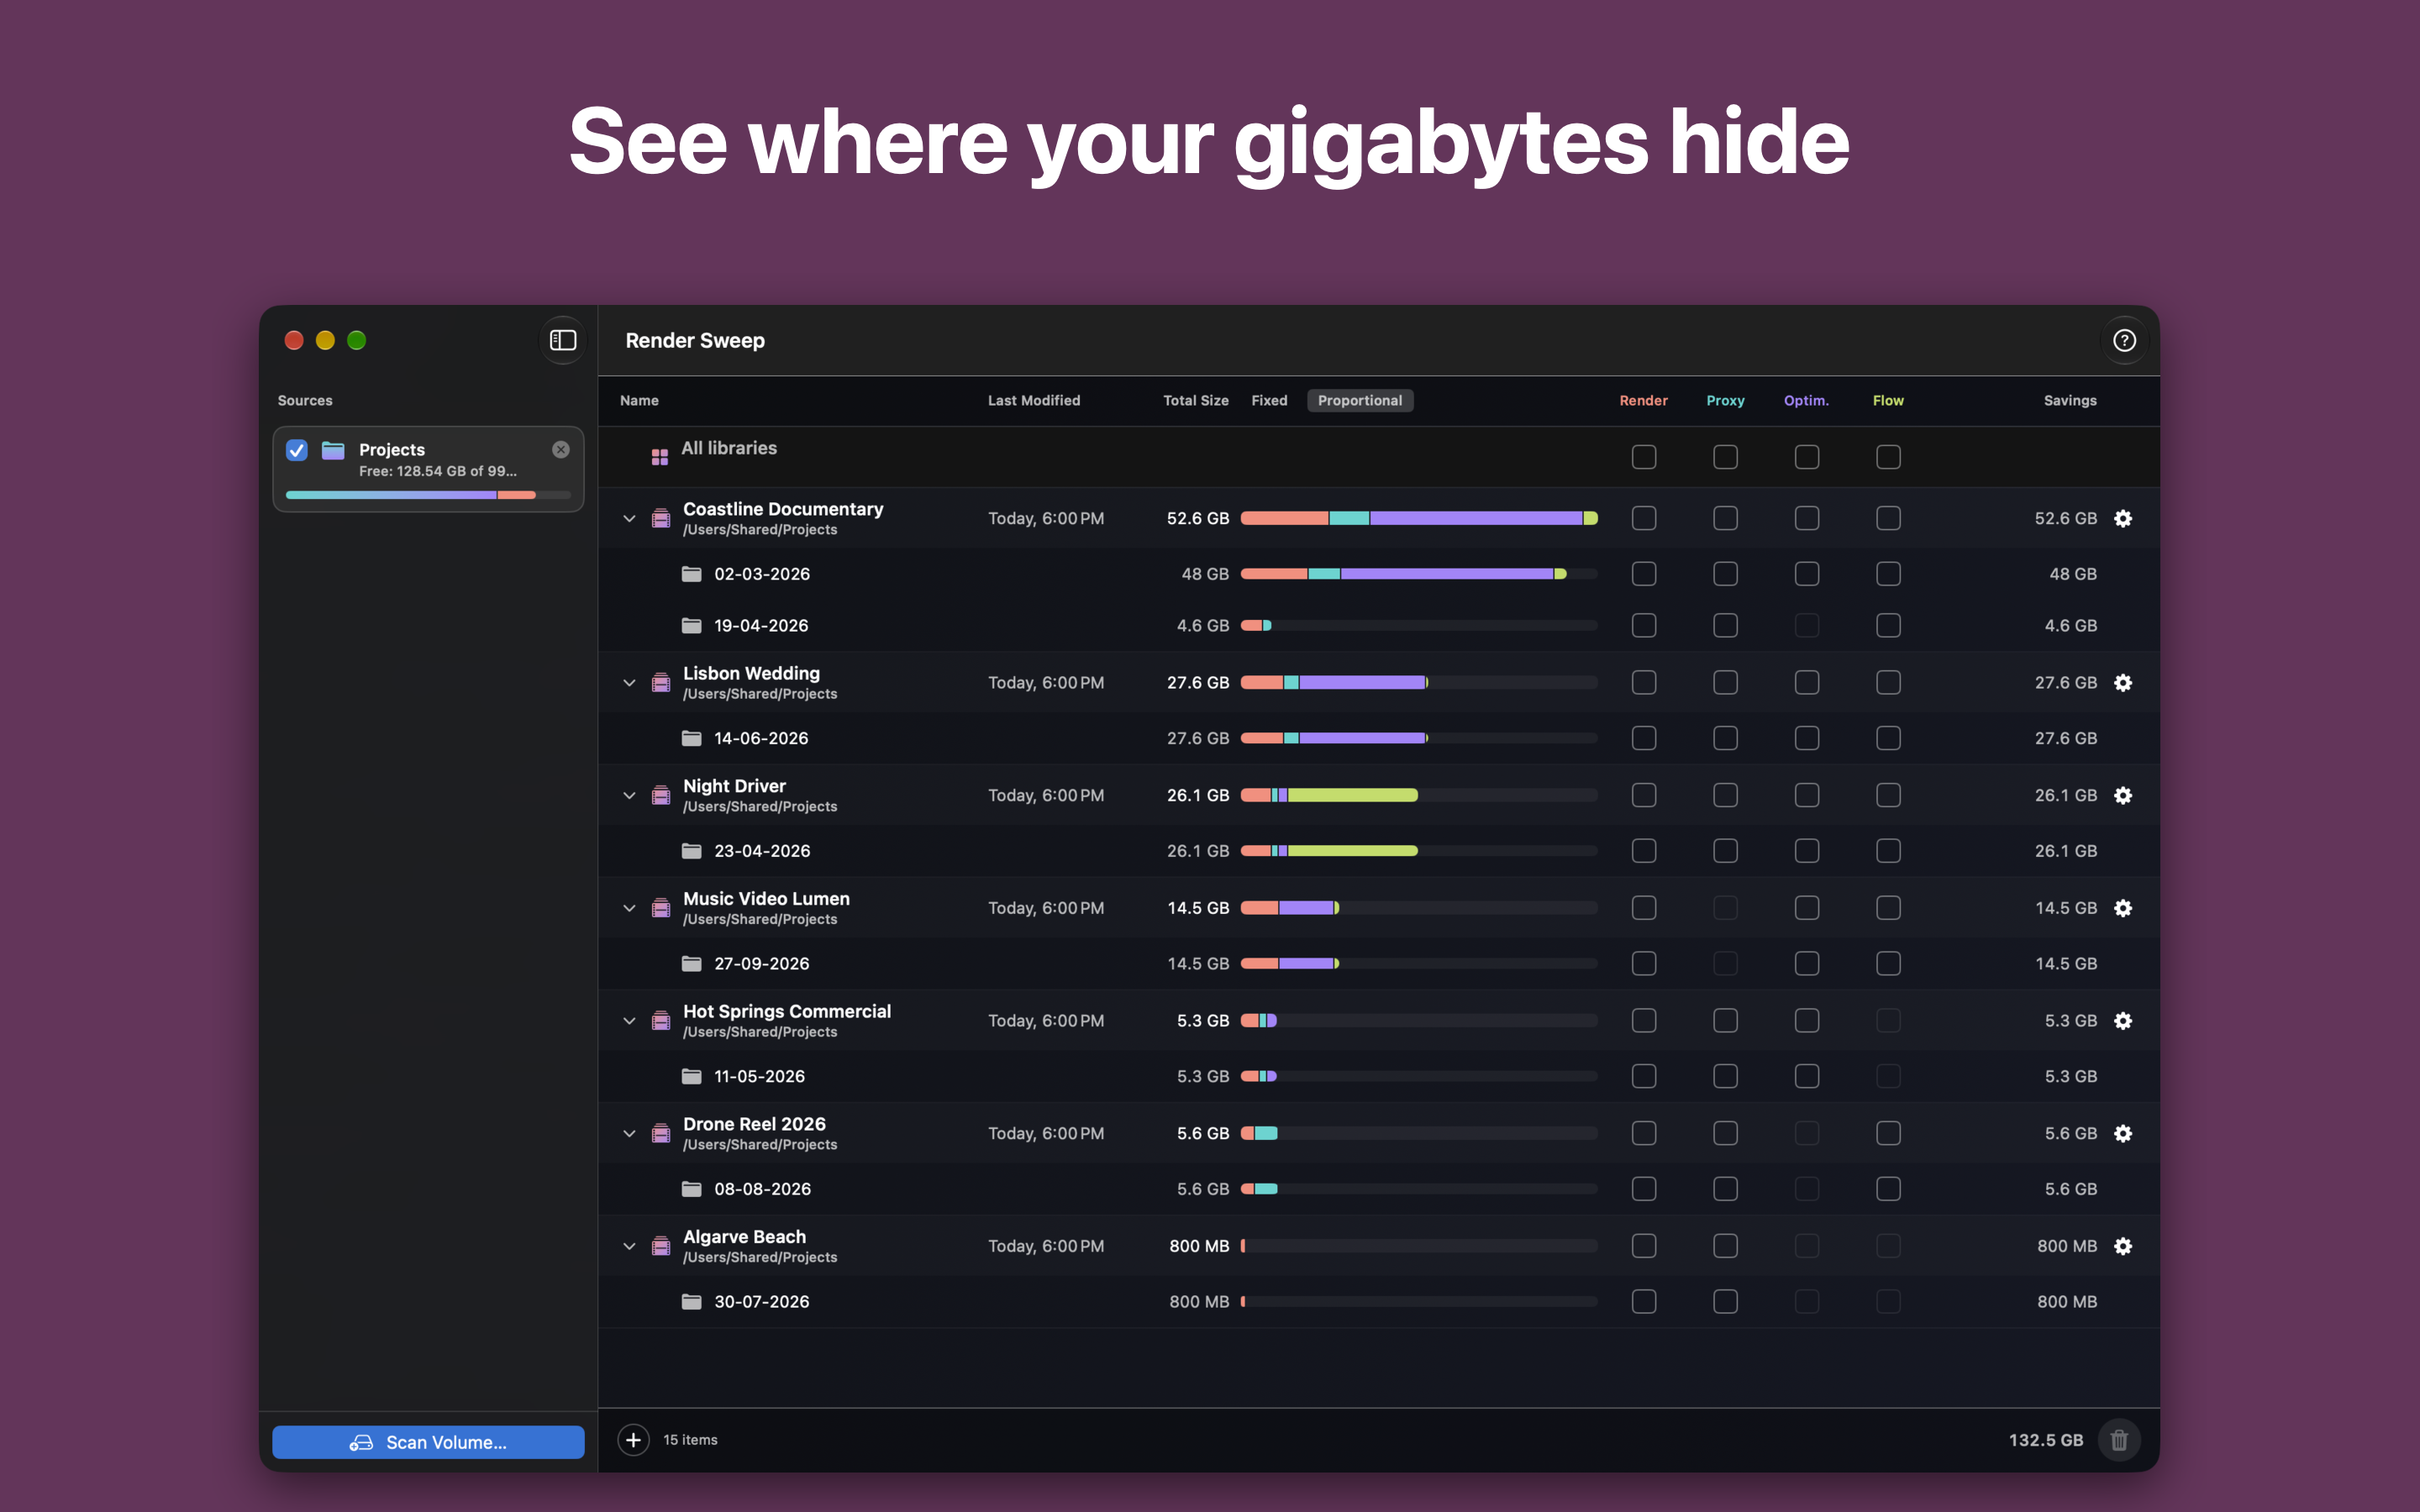 See where your gigabytes hide
Render Sweep
Sources
Projects
Free: 128.54 GB of 99...
Scan Volume...
Name Last Modified Total Size Fixed Proportional Render Proxy Optim. Flow Savings
All libraries
Coastline Documentary
/Users/Shared/Projects
Today, 6:00 PM 52.6 GB 52.6 GB
02-03-2026 48 GB 48 GB
19-04-2026 4.6 GB 4.6 GB
Lisbon Wedding
/Users/Shared/Projects
Today, 6:00 PM 27.6 GB 27.6 GB
14-06-2026 27.6 GB 27.6 GB
Night Driver
/Users/Shared/Projects
Today, 6:00 PM 26.1 GB 26.1 GB
23-04-2026 26.1 GB 26.1 GB
Music Video Lumen
/Users/Shared/Projects
Today, 6:00 PM 14.5 GB 14.5 GB
27-09-2026 14.5 GB 14.5 GB
Hot Springs Commercial
/Users/Shared/Projects
Today, 6:00 PM 5.3 GB 5.3 GB
11-05-2026 5.3 GB 5.3 GB
Drone Reel 2026
/Users/Shared/Projects
Today, 6:00 PM 5.6 GB 5.6 GB
08-08-2026 5.6 GB 5.6 GB
Algarve Beach
/Users/Shared/Projects
Today, 6:00 PM 800 MB 800 MB
30-07-2026 800 MB 800 MB
15 items 132.5 GB